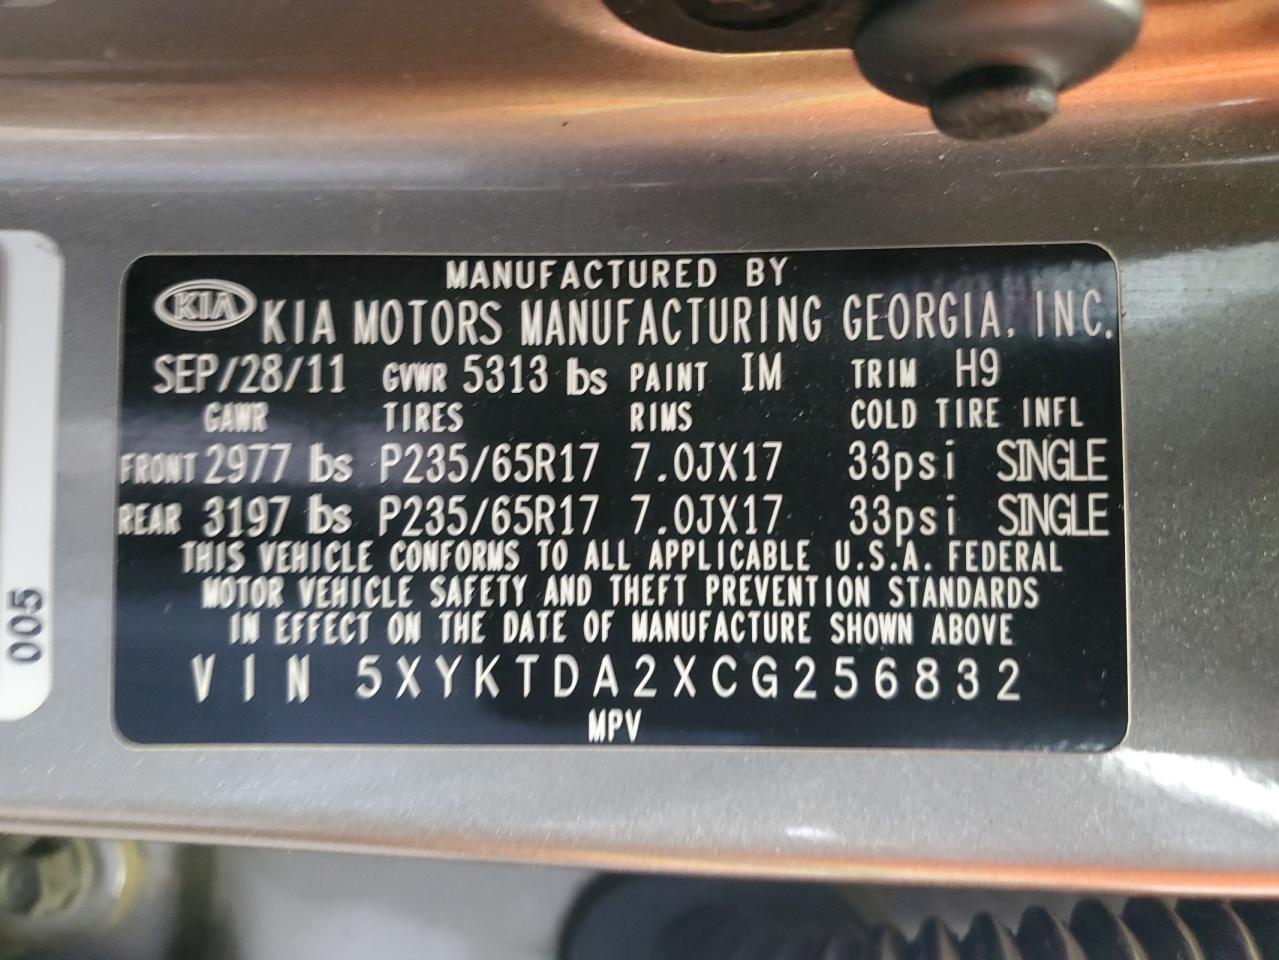 MANUFACTURED BY
KIA KIA MOTORS MANUFACTURING GEORGIA, INC.
SEP/28/11 GVWR 5313 lbs PAINT IM TRIM H9
GAWR TIRES RIMS COLD TIRE INFL
FRONT 2977 lbs P235/65R17 7.0JX17 33psi SINGLE
REAR 3197 lbs P235/65R17 7.0JX17 33psi SINGLE
THIS VEHICLE CONFORMS TO ALL APPLICABLE U.S.A. FEDERAL
MOTOR VEHICLE SAFETY AND THEFT PREVENTION STANDARDS
IN EFFECT ON THE DATE OF MANUFACTURE SHOWN ABOVE
VIN 5XYKTDA2XCG256832
MPV
005